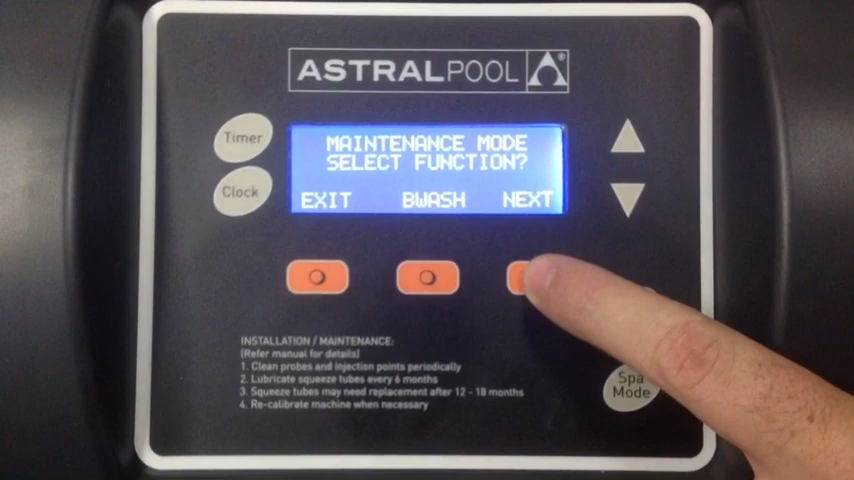 ASTRALPOOL
Timer
Clock
MAINTENANCE MODE
SELECT FUNCTION?
EXIT BWASH NEXT
INSTALLATION / MAINTENANCE:
(Refer manual for details)
1. Clean probes and injection points periodically
2. Lubricate squeeze tubes every 6 months
3. Squeeze tubes may need replacement after 12 - 18 months
4. Re-calibrate machine when necessary
Spa
Mode